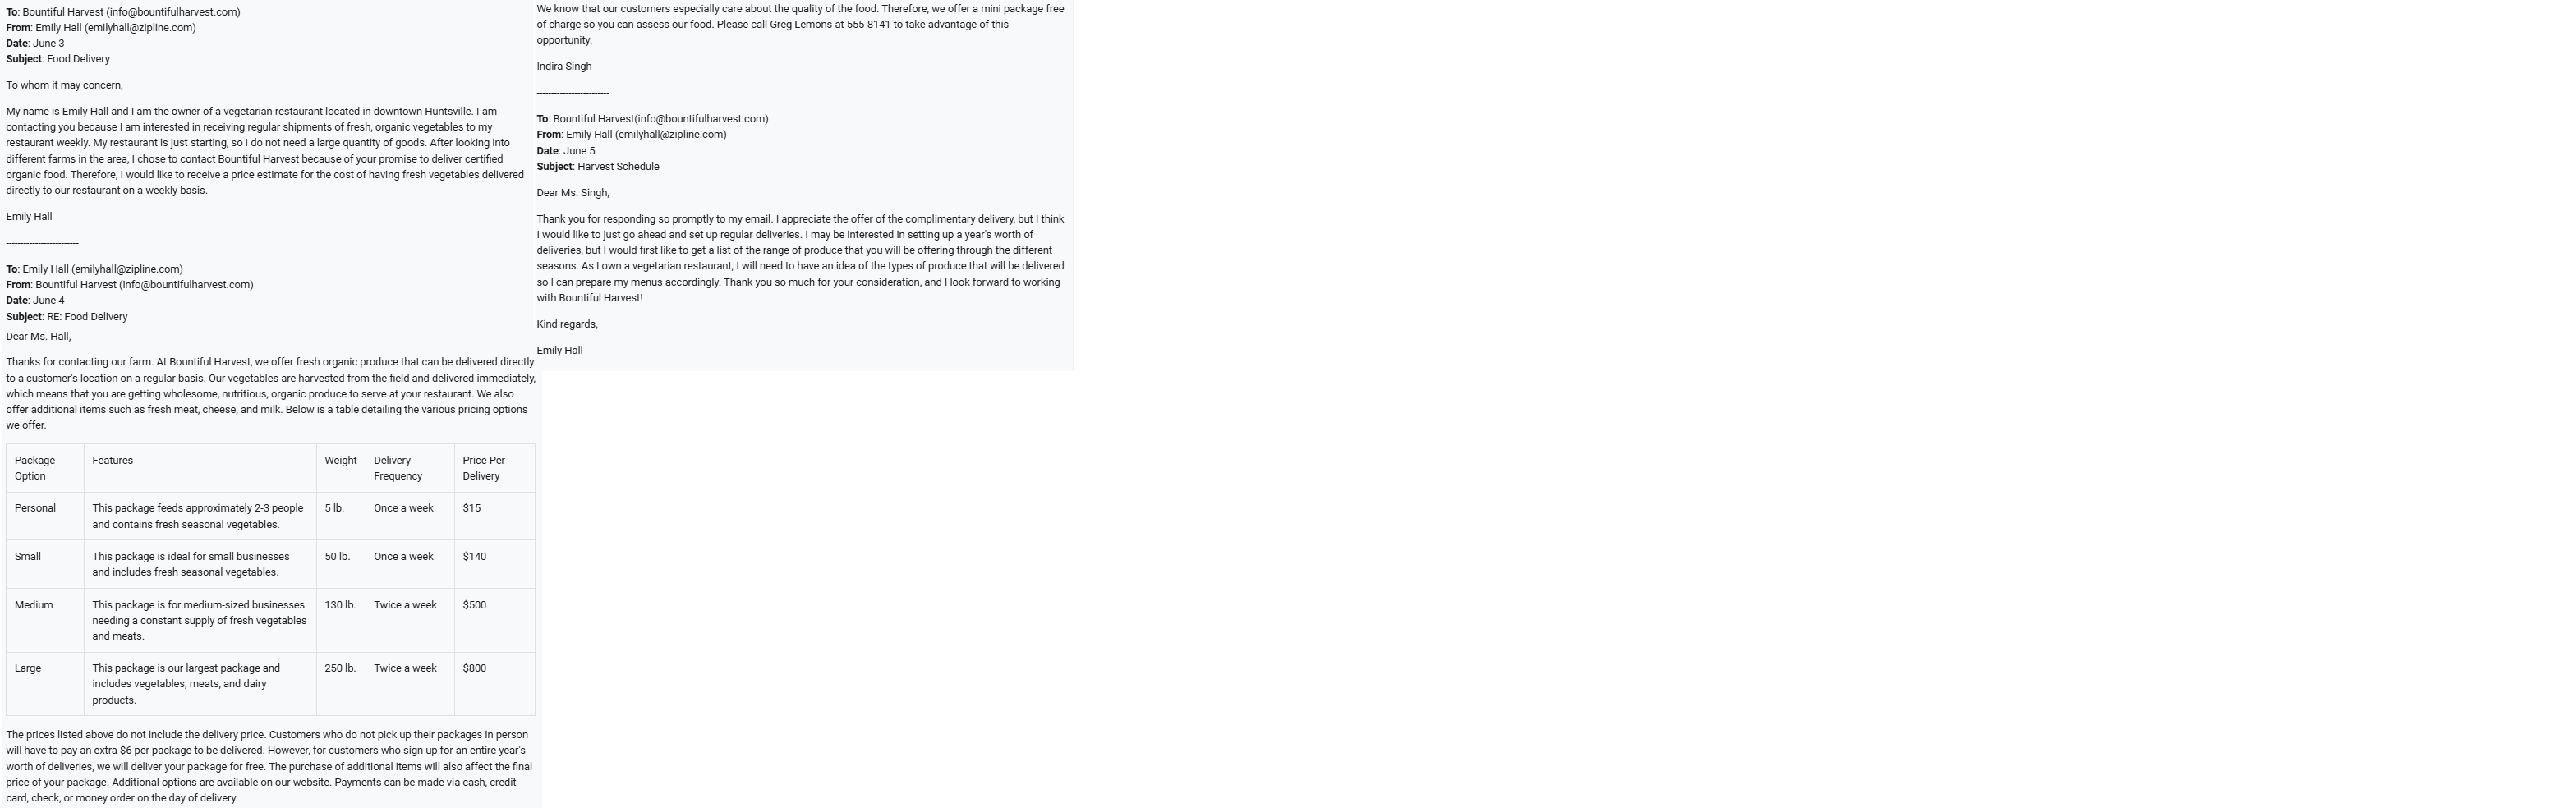 To: Bountiful Harvest (info@bountifulharvest.com)
From: Emily Hall (emilyhall@zipline.com)
Date: June 3
Subject: Food Delivery
To whom it may concern,
My name is Emily Hall and I am the owner of a vegetarian restaurant located in downtown Huntsville. I am
contacting you because I am interested in receiving regular shipments of fresh, organic vegetables to my
restaurant weekly. My restaurant is just starting, so I do not need a large quantity of goods. After looking into
different farms in the area, I chose to contact Bountiful Harvest because of your promise to deliver certified
organic food. Therefore, I would like to receive a price estimate for the cost of having fresh vegetables delivered
directly to our restaurant on a weekly basis.
Emily Hall
-------------------------
To: Emily Hall (emilyhall@zipline.com)
From: Bountiful Harvest (info@bountifulharvest.com)
Date: June 4
Subject: RE: Food Delivery
Dear Ms. Hall,
Thanks for contacting our farm. At Bountiful Harvest, we offer fresh organic produce that can be delivered directly
to a customer's location on a regular basis. Our vegetables are harvested from the field and delivered immediately,
which means that you are getting wholesome, nutritious, organic produce to serve at your restaurant. We also
offer additional items such as fresh meat, cheese, and milk. Below is a table detailing the various pricing options
we offer.
Package Option | Features | Weight | Delivery Frequency | Price Per Delivery
Personal | This package feeds approximately 2-3 people and contains fresh seasonal vegetables. | 5 lb. | Once a week | $15
Small | This package is ideal for small businesses and includes fresh seasonal vegetables. | 50 lb. | Once a week | $140
Medium | This package is for medium-sized businesses needing a constant supply of fresh vegetables and meats. | 130 lb. | Twice a week | $500
Large | This package is our largest package and includes vegetables, meats, and dairy products. | 250 lb. | Twice a week | $800
The prices listed above do not include the delivery price. Customers who do not pick up their packages in person
will have to pay an extra $6 per package to be delivered. However, for customers who sign up for an entire year's
worth of deliveries, we will deliver your package for free. The purchase of additional items will also affect the final
price of your package. Additional options are available on our website. Payments can be made via cash, credit
card, check, or money order on the day of delivery.
We know that our customers especially care about the quality of the food. Therefore, we offer a mini package free
of charge so you can assess our food. Please call Greg Lemons at 555-8141 to take advantage of this
opportunity.
Indira Singh
-------------------------
To: Bountiful Harvest(info@bountifulharvest.com)
From: Emily Hall (emilyhall@zipline.com)
Date: June 5
Subject: Harvest Schedule
Dear Ms. Singh,
Thank you for responding so promptly to my email. I appreciate the offer of the complimentary delivery, but I think
I would like to just go ahead and set up regular deliveries. I may be interested in setting up a year's worth of
deliveries, but I would first like to get a list of the range of produce that you will be offering through the different
seasons. As I own a vegetarian restaurant, I will need to have an idea of the types of produce that will be delivered
so I can prepare my menus accordingly. Thank you so much for your consideration, and I look forward to working
with Bountiful Harvest!
Kind regards,
Emily Hall